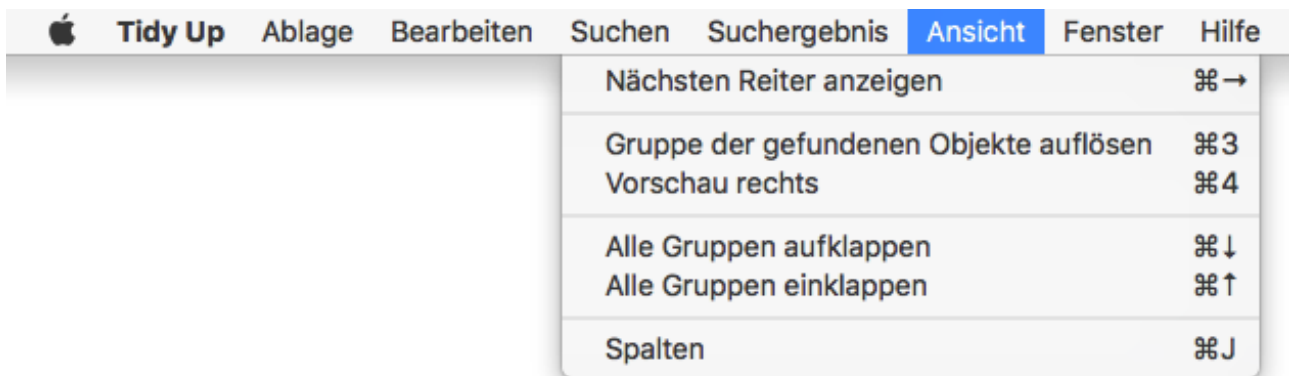 Tidy Up Ablage Bearbeiten Suchen Suchergebnis Ansicht Fenster Hilfe
Nächsten Reiter anzeigen ⌘→
Gruppe der gefundenen Objekte auflösen ⌘3
Vorschau rechts ⌘4
Alle Gruppen aufklappen ⌘↓
Alle Gruppen einklappen ⌘↑
Spalten ⌘J